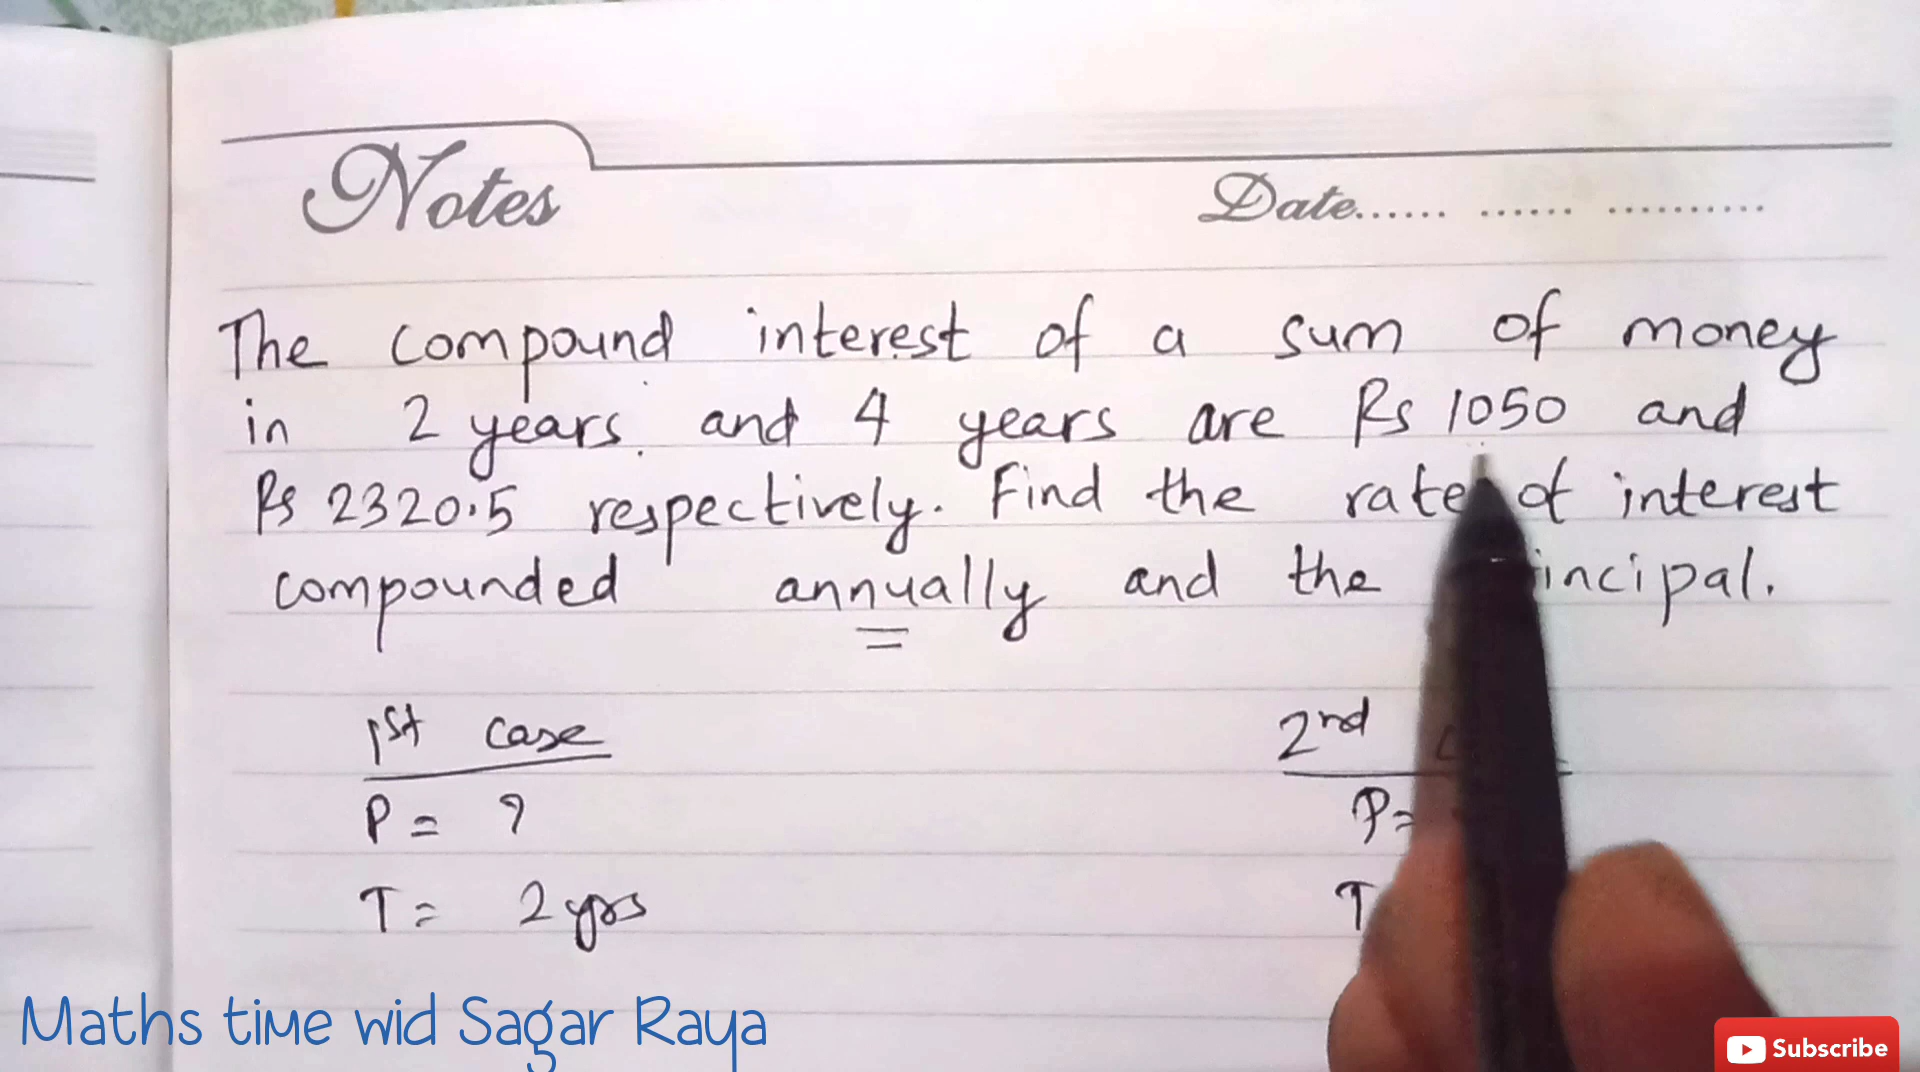 Notes
Date...... ...... ..........
The compound interest of a sum of money
in 2 years and 4 years are Rs 1050 and
Rs 2320.5 respectively. Find the rate of interest
compounded annually and the incipal.
1st case
2nd
P = ?
P =
T = 2 yrs
T
Maths time wid Sagar Raya
Subscribe